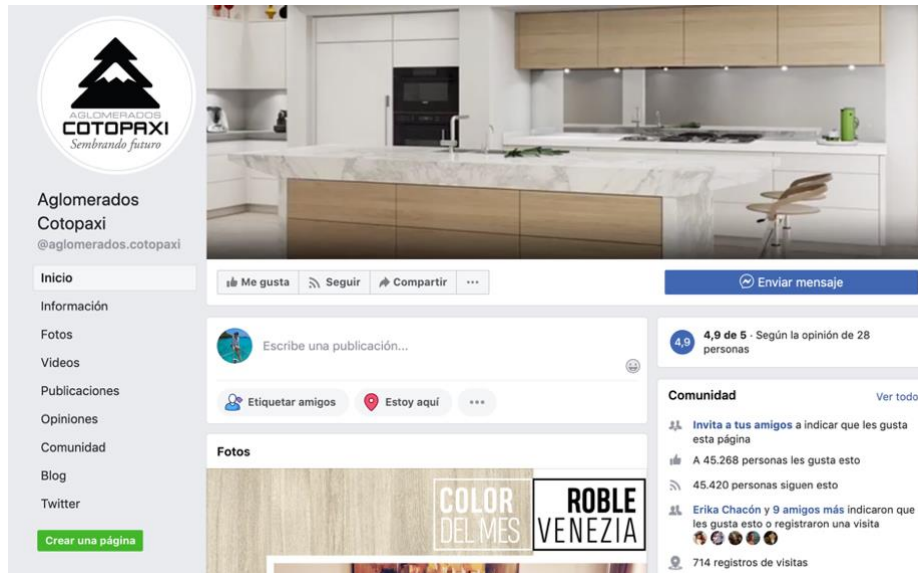 AGLOMERADOS
COTOPAXI
Sembrando futuro
Aglomerados
Cotopaxi
@aglomerados.cotopaxi
Inicio
Información
Fotos
Videos
Publicaciones
Opiniones
Comunidad
Blog
Twitter
Crear una página
Me gusta
Seguir
Compartir
Enviar mensaje
Escribe una publicación...
Etiquetar amigos
Estoy aquí
Fotos
COLOR
DEL MES
ROBLE
VENEZIA
4,9
4,9 de 5 · Según la opinión de 28
personas
Comunidad
Ver todo
Invita a tus amigos a indicar que les gusta
esta página
A 45.268 personas les gusta esto
45.420 personas siguen esto
Erika Chacón y 9 amigos más indicaron que
les gusta esto o registraron una visita
714 registros de visitas